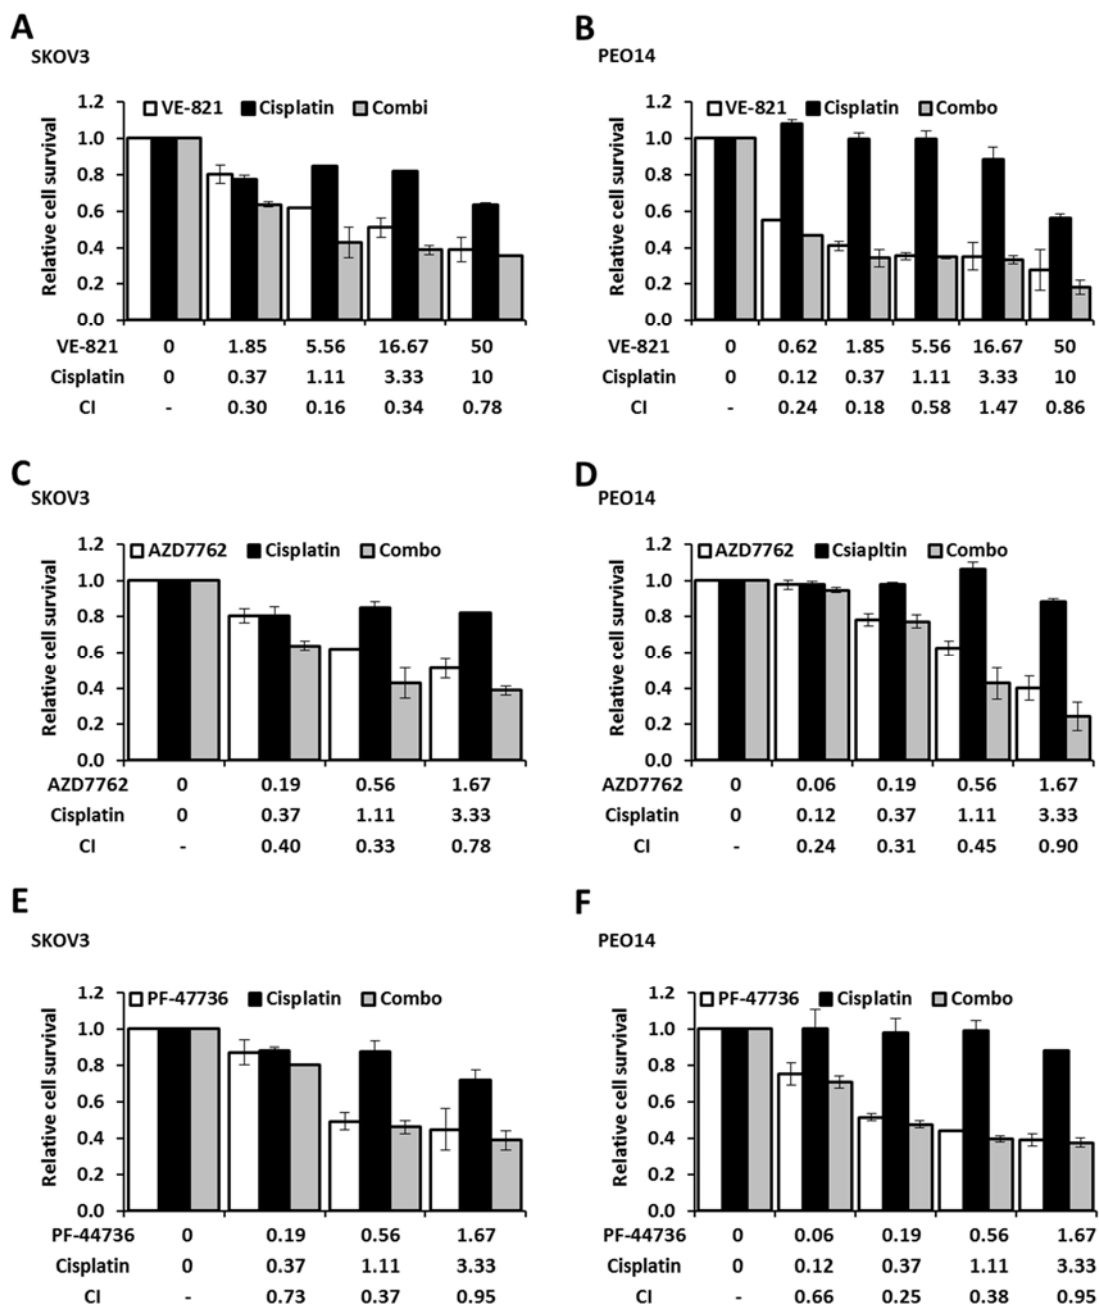 A
SKOV3
1.2
1.0
0.8
0.6
0.4
0.2
0.0
Relative cell survival
VE-821 Cisplatin Combi
VE-821 0 1.85 5.56 16.67 50
Cisplatin 0 0.37 1.11 3.33 10
CI - 0.30 0.16 0.34 0.78
B
PEO14
1.2
1.0
0.8
0.6
0.4
0.2
0.0
Relative cell survival
VE-821 Cisplatin Combo
VE-821 0 0.62 1.85 5.56 16.67 50
Cisplatin 0 0.12 0.37 1.11 3.33 10
CI - 0.24 0.18 0.58 1.47 0.86
C
SKOV3
1.2
1.0
0.8
0.6
0.4
0.2
0.0
Relative cell survival
AZD7762 Cisplatin Combo
AZD7762 0 0.19 0.56 1.67
Cisplatin 0 0.37 1.11 3.33
CI - 0.40 0.33 0.78
D
PEO14
1.2
1.0
0.8
0.6
0.4
0.2
0.0
Relative cell survival
AZD7762 Csiapltin Combo
AZD7762 0 0.06 0.19 0.56 1.67
Cisplatin 0 0.12 0.37 1.11 3.33
CI - 0.24 0.31 0.45 0.90
E
SKOV3
1.2
1.0
0.8
0.6
0.4
0.2
0.0
Relative cell survival
PF-47736 Cisplatin Combo
PF-44736 0 0.19 0.56 1.67
Cisplatin 0 0.37 1.11 3.33
CI - 0.73 0.37 0.95
F
PEO14
1.2
1.0
0.8
0.6
0.4
0.2
0.0
Relative cell survival
PF-47736 Cisplatin Combo
PF-44736 0 0.06 0.19 0.56 1.67
Cisplatin 0 0.12 0.37 1.11 3.33
CI - 0.66 0.25 0.38 0.95